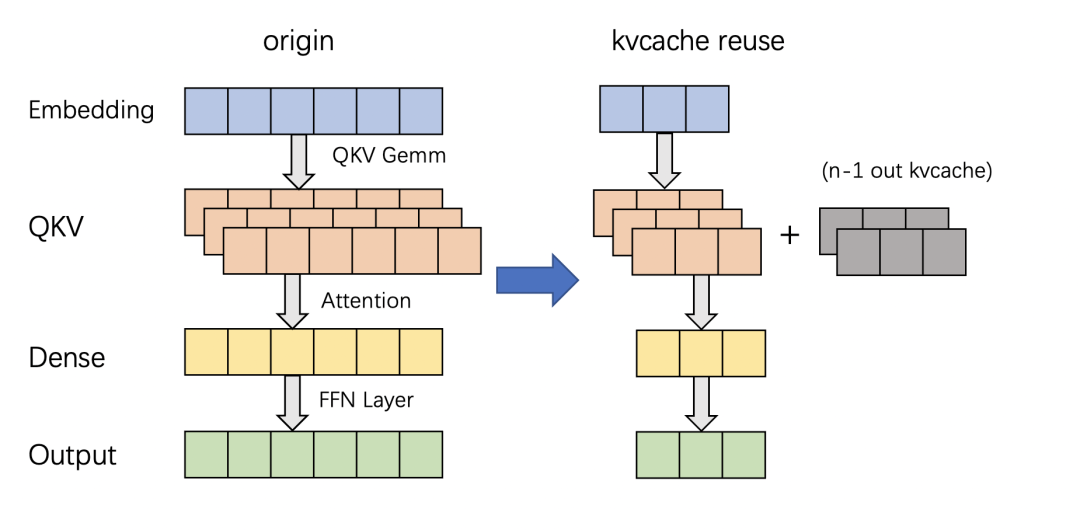 origin
kvcache reuse
Embedding
QKV Gemm
(n-1 out kvcache)
QKV
+
Attention
Dense
FFN Layer
Output